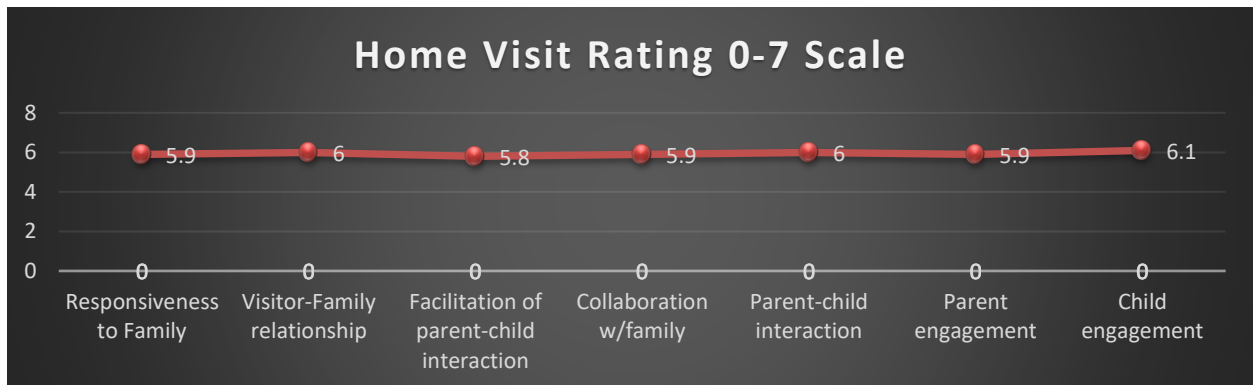 Home Visit Rating 0-7 Scale
8
6
4
2
0
5.9
6
5.8
5.9
6
5.9
6.1
0
0
0
0
0
0
0
Responsiveness
to Family
Visitor-Family
relationship
Facilitation of
parent-child
interaction
Collaboration
w/family
Parent-child
interaction
Parent
engagement
Child
engagement